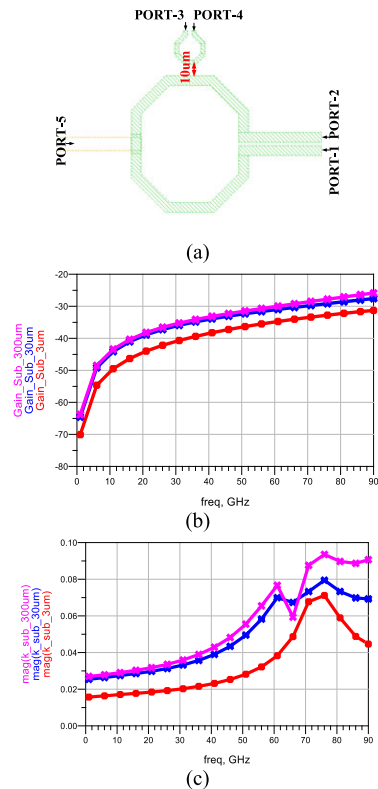 PORT-3 PORT-4
10um
PORT-5
PORT-2
PORT-1
(a)
Gain_Sub_300um
Gain_Sub_30um
Gain_Sub_3um
-20
-30
-40
-50
-60
-70
-80
0 10 20 30 40 50 60 70 80 90
freq, GHz
(b)
mag(k_sub_300um)
mag(k_sub_30um)
mag(k_sub_3um)
0.10
0.08
0.06
0.04
0.02
0.00
0 10 20 30 40 50 60 70 80 90
freq, GHz
(c)